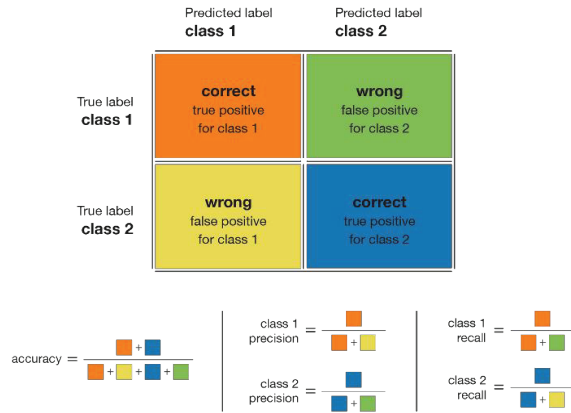 Predicted label
class 1
Predicted label
class 2
True label
class 1
correct
true positive
for class 1
wrong
false positive
for class 2
True label
class 2
wrong
false positive
for class 1
correct
true positive
for class 2
accuracy =
+
+ + +
class 1
precision =
+
class 2
precision =
+
class 1
recall =
+
class 2
recall =
+